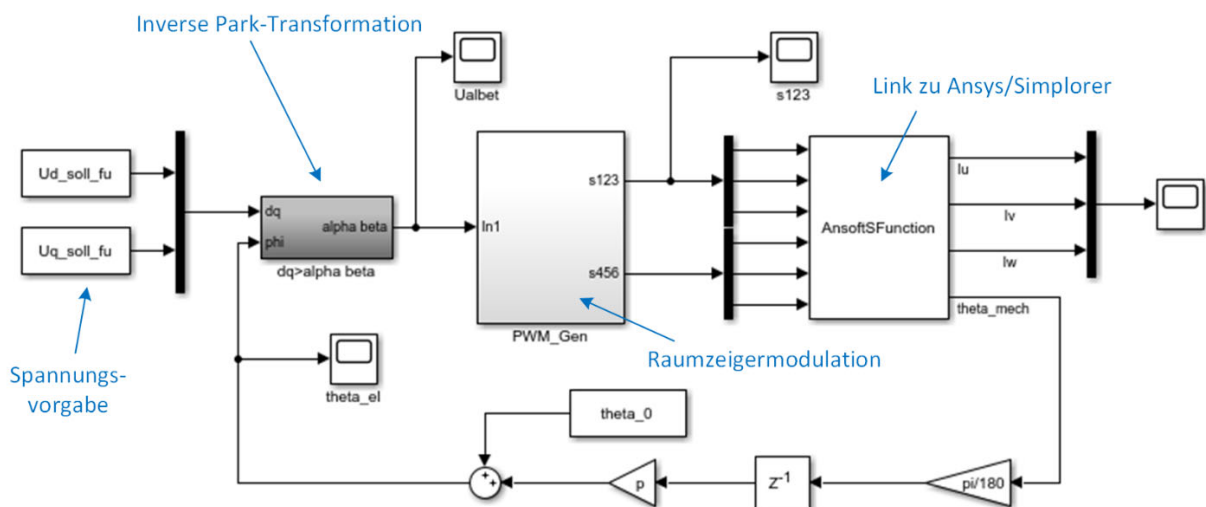 Inverse Park-Transformation
Ualbet
s123
Link zu Ansys/Simplorer
Ud_soll_fu
Uq_soll_fu
dq
phi
alpha beta
dq>alpha beta
In1
s123
s456
PWM_Gen
AnsoftSFunction
Iu
Iv
Iw
theta_mech
Spannungs-
vorgabe
theta_el
Raumzeigermodulation
theta_0
+
+
p
z-1
pi/180